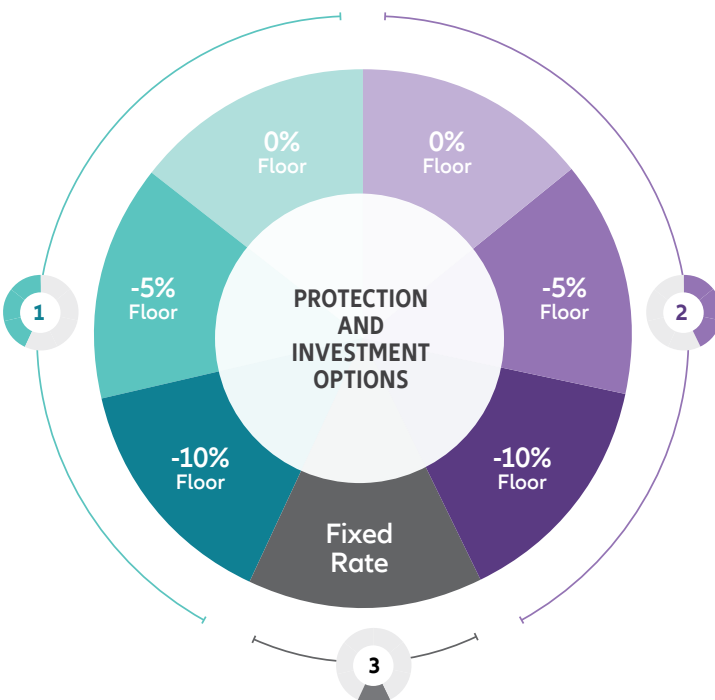 0%
Floor
0%
Floor
-5%
Floor
-5%
Floor
1
2
PROTECTION
AND
INVESTMENT
OPTIONS
-10%
Floor
-10%
Floor
Fixed
Rate
3